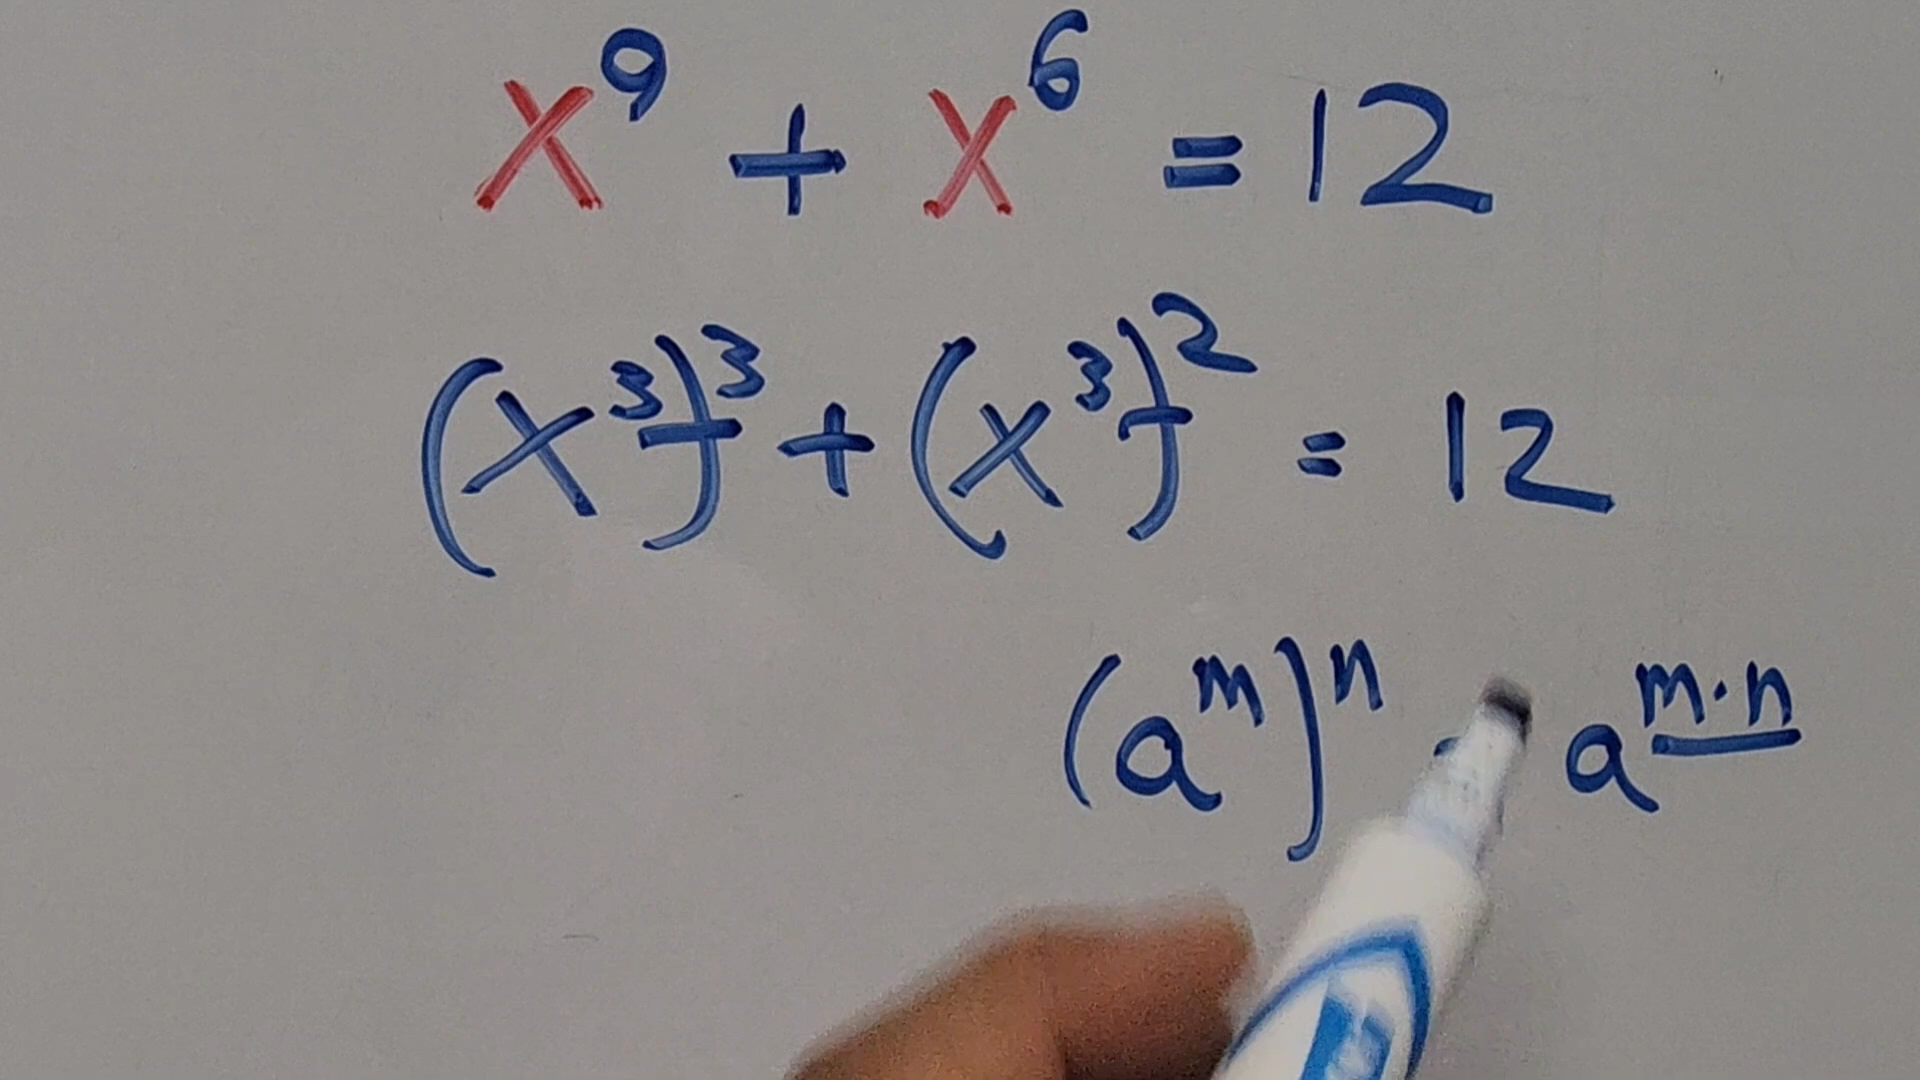 x⁹ + x⁶ = 12
(x³)³ + (x³)² = 12
(aᵐ)ⁿ = aᵐ·ⁿ